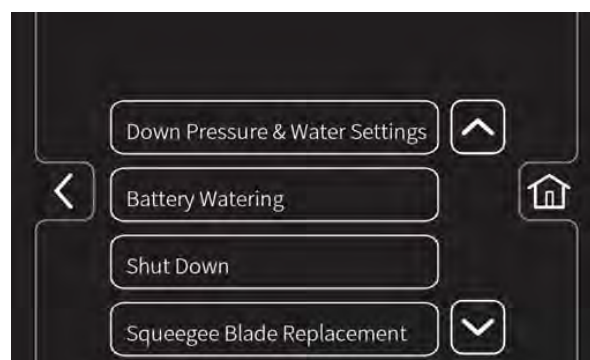 Down Pressure & Water Settings
Battery Watering
Shut Down
Squeegee Blade Replacement